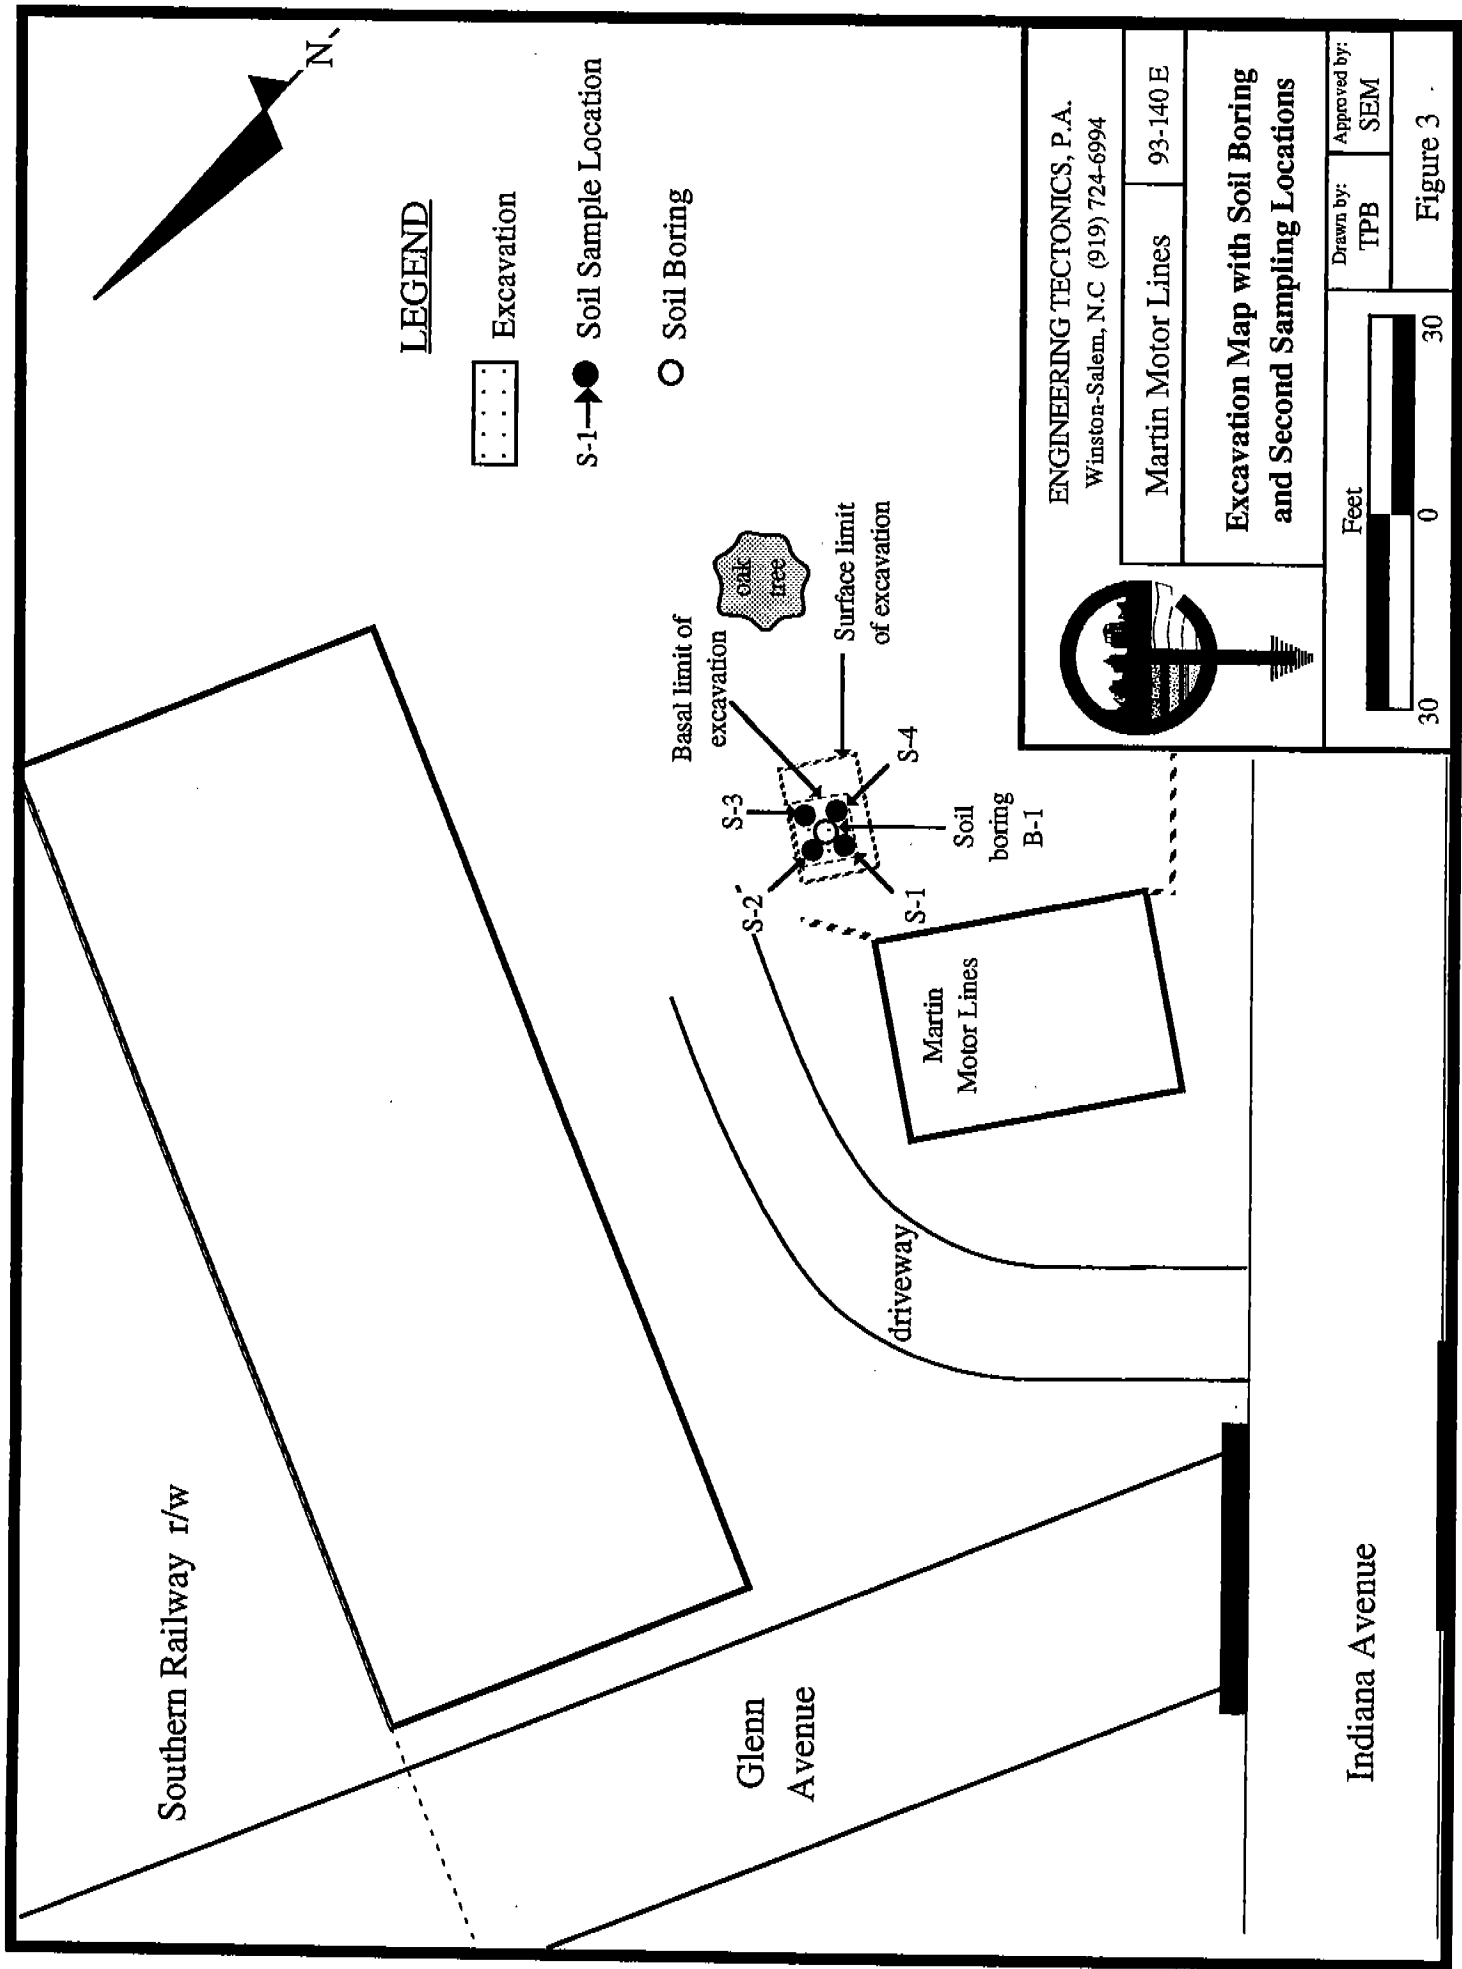 Southern Railway r/w
N
LEGEND
Excavation
S-1
Soil Sample Location
Soil Boring
oak
tree
Basal limit of
excavation
Surface limit
of excavation
S-3
S-4
S-2
S-1
Soil
boring
B-1
Martin
Motor Lines
driveway
Glenn
Avenue
Indiana Avenue
ENGINEERING TECTONICS, P.A.
Winston-Salem, N.C (919) 724-6994
Martin Motor Lines
93-140 E
Excavation Map with Soil Boring
and Second Sampling Locations
Feet
30 0 30
Drawn by:
TPB
Approved by:
SEM
Figure 3